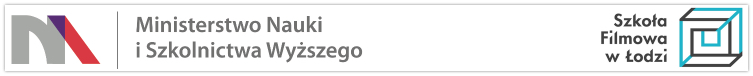 Ministerstwo Nauki
i Szkolnictwa Wyższego
Szkoła
Filmowa
w Łodzi